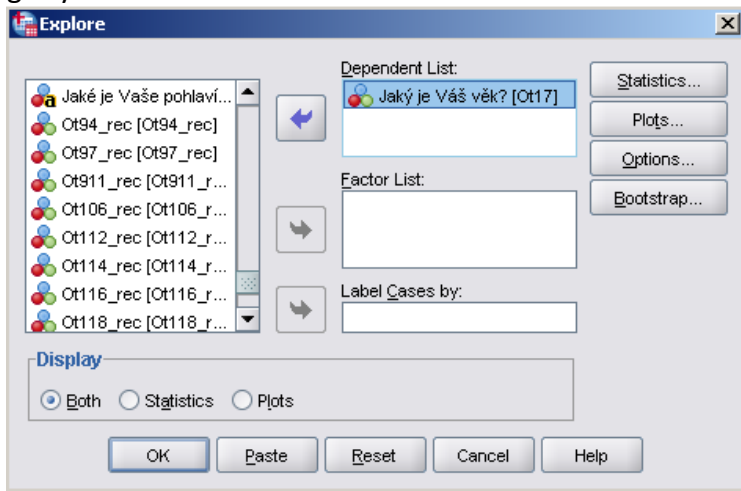 Explore
Jaké je Vaše pohlaví...
Ot94_rec [Ot94_rec]
Ot97_rec [Ot97_rec]
Ot911_rec [Ot911_r...
Ot106_rec [Ot106_r...
Ot112_rec [Ot112_r...
Ot114_rec [Ot114_r...
Ot116_rec [Ot116_r...
Ot118_rec [Ot118_r...
Dependent List:
Jaký je Váš věk? [Ot17]
Factor List:
Label Cases by:
Statistics...
Plots...
Options...
Bootstrap...
Display
Both Statistics Plots
OK Paste Reset Cancel Help